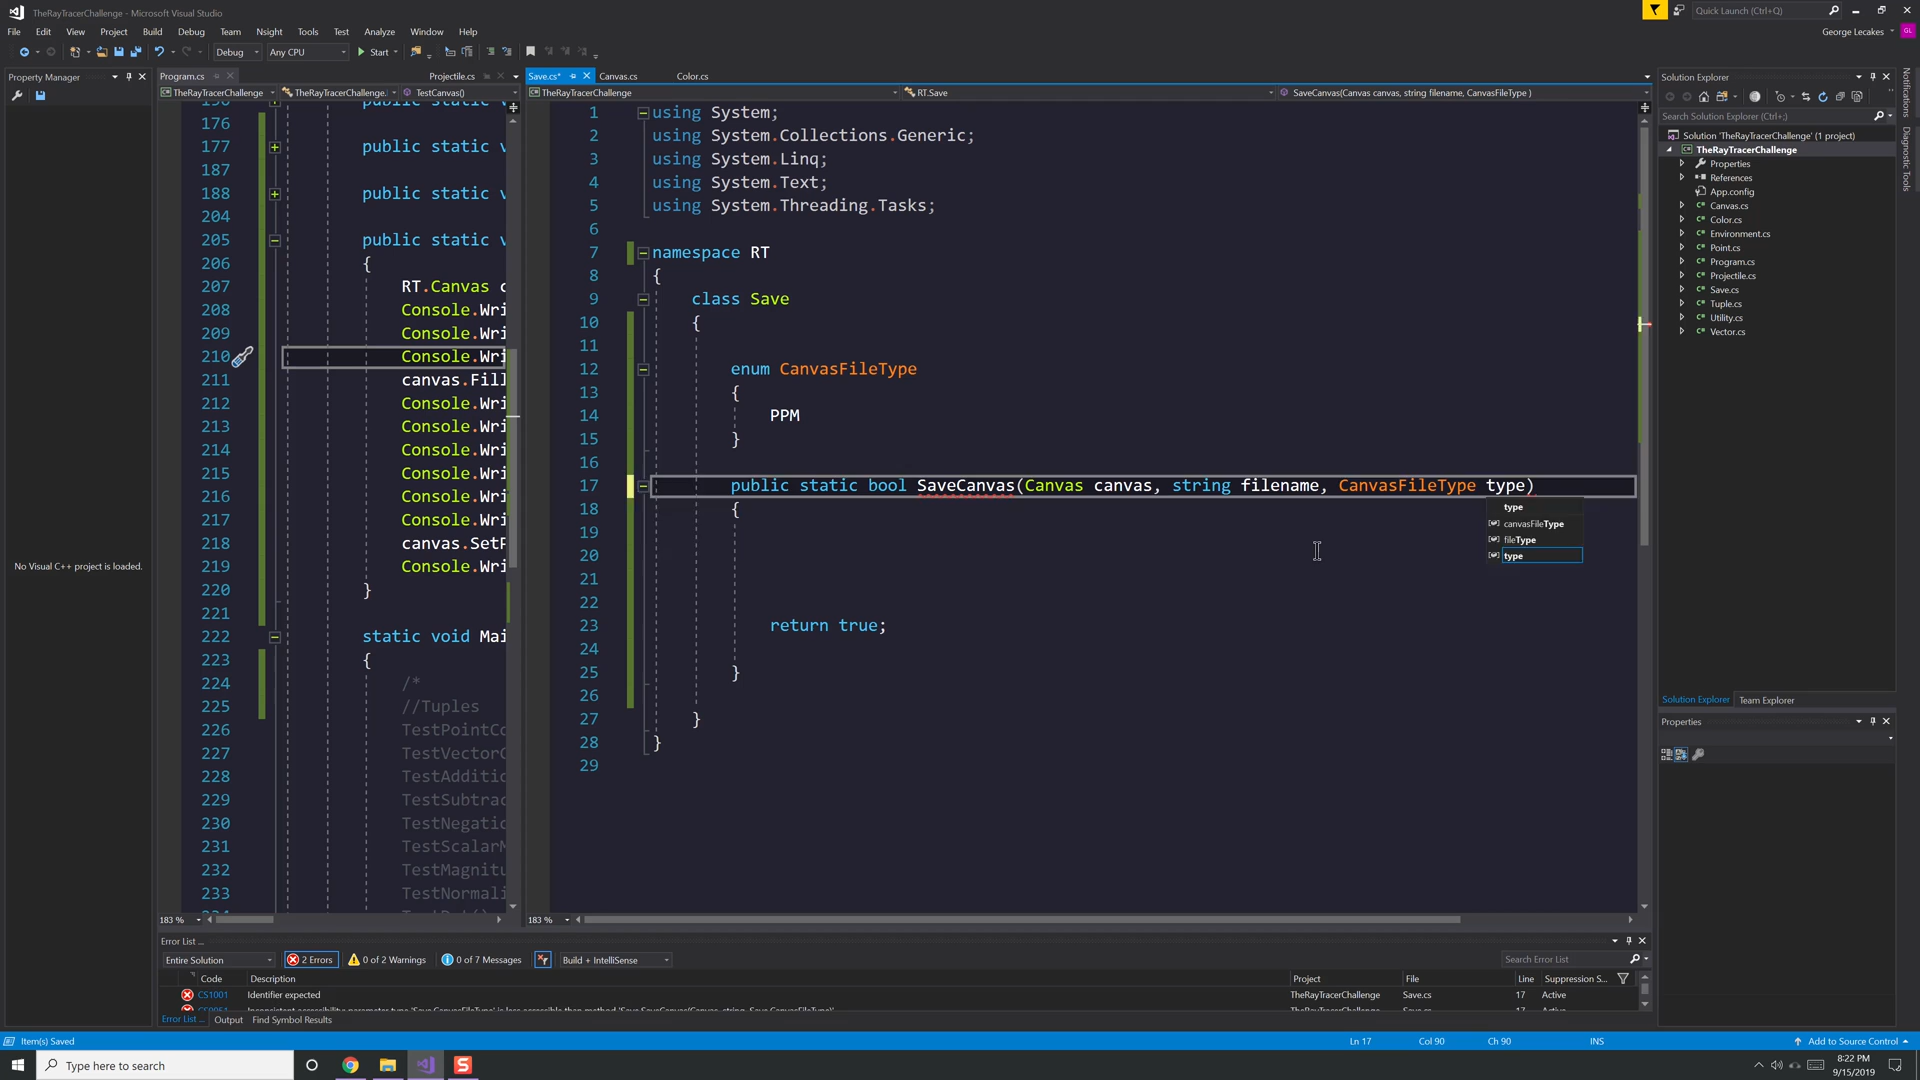 TheRayTracerChallenge - Microsoft Visual Studio
Quick Launch (Ctrl+Q)
File Edit View Project Build Debug Team Nsight Tools Test Analyze Window Help
George Lecakes GL
Debug Any CPU Start
Property Manager
Program.cs Projectile.cs
Save.cs* Canvas.cs Color.cs
Solution Explorer
TheRayTracerChallenge TheRayTracerChallenge. TestCanvas()
TheRayTracerChallenge RT.Save SaveCanvas(Canvas canvas, string filename, CanvasFileType )
Search Solution Explorer (Ctrl+;)
Solution 'TheRayTracerChallenge' (1 project)
TheRayTracerChallenge
Properties
References
App.config
Canvas.cs
Color.cs
Environment.cs
Point.cs
Program.cs
Projectile.cs
Save.cs
Tuple.cs
Utility.cs
Vector.cs
Notifications
Diagnostic Tools
No Visual C++ project is loaded.
176
177 public static v
187
188 public static v
204
205 public static v
206 {
207 RT.Canvas c
208 Console.Wri
209 Console.Wri
210 Console.Wri
211 canvas.Fill
212 Console.Wri
213 Console.Wri
214 Console.Wri
215 Console.Wri
216 Console.Wri
217 Console.Wri
218 canvas.SetP
219 Console.Wri
220 }
221
222 static void Mai
223 {
224 /*
225 //Tuples
226 TestPointCo
227 TestVectorC
228 TestAdditio
229 TestSubtrac
230 TestNegatio
231 TestScalarM
232 TestMagnitu
233 TestNormali
183 %
1 using System;
2 using System.Collections.Generic;
3 using System.Linq;
4 using System.Text;
5 using System.Threading.Tasks;
6
7 namespace RT
8 {
9 class Save
10 {
11
12 enum CanvasFileType
13 {
14 PPM
15 }
16
17 public static bool SaveCanvas(Canvas canvas, string filename, CanvasFileType type)
18 {
19
20
21
22
23 return true;
24
25 }
26
27 }
28 }
29
type
canvasFileType
fileType
type
183 %
Solution Explorer Team Explorer
Properties
Error List ...
Entire Solution 2 Errors 0 of 2 Warnings 0 of 7 Messages Build + IntelliSense Search Error List
Code Description Project File Line Suppression S...
CS1001 Identifier expected TheRayTracerChallenge Save.cs 17 Active
Error List ... Output Find Symbol Results
Item(s) Saved Ln 17 Col 90 Ch 90 INS Add to Source Control
Type here to search
8:22 PM
9/15/2019